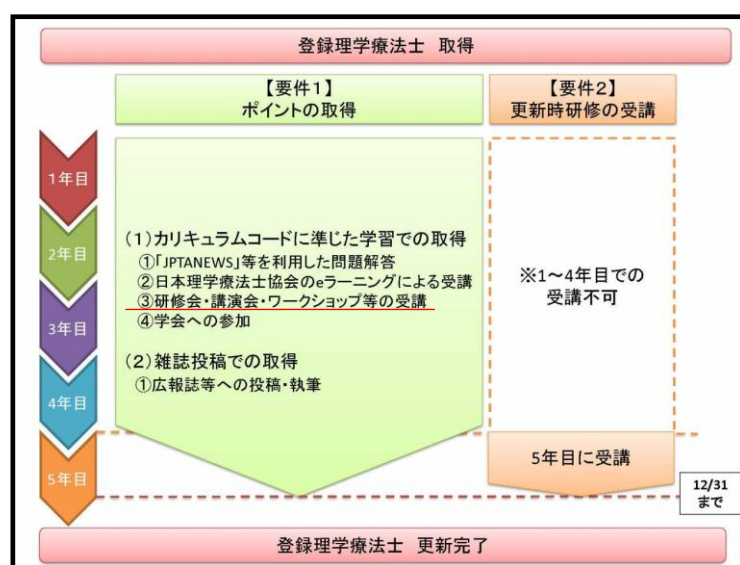 登録理学療法士 取得
【要件1】
ポイントの取得
【要件2】
更新時研修の受講
1年目
2年目
3年目
4年目
5年目
(1)カリキュラムコードに準じた学習での取得
①「JPTANEWS」等を利用した問題解答
②日本理学療法士協会のeラーニングによる受講
③研修会・講演会・ワークショップ等の受講
④学会への参加
(2)雑誌投稿での取得
①広報誌等への投稿・執筆
※1~4年目での
受講不可
5年目に受講
12/31
まで
登録理学療法士 更新完了